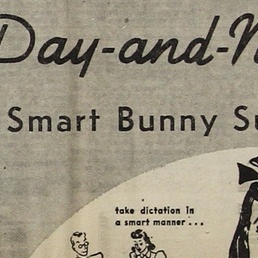 Day-and-N
Smart Bunny Su
take dictation in
a smart manner...